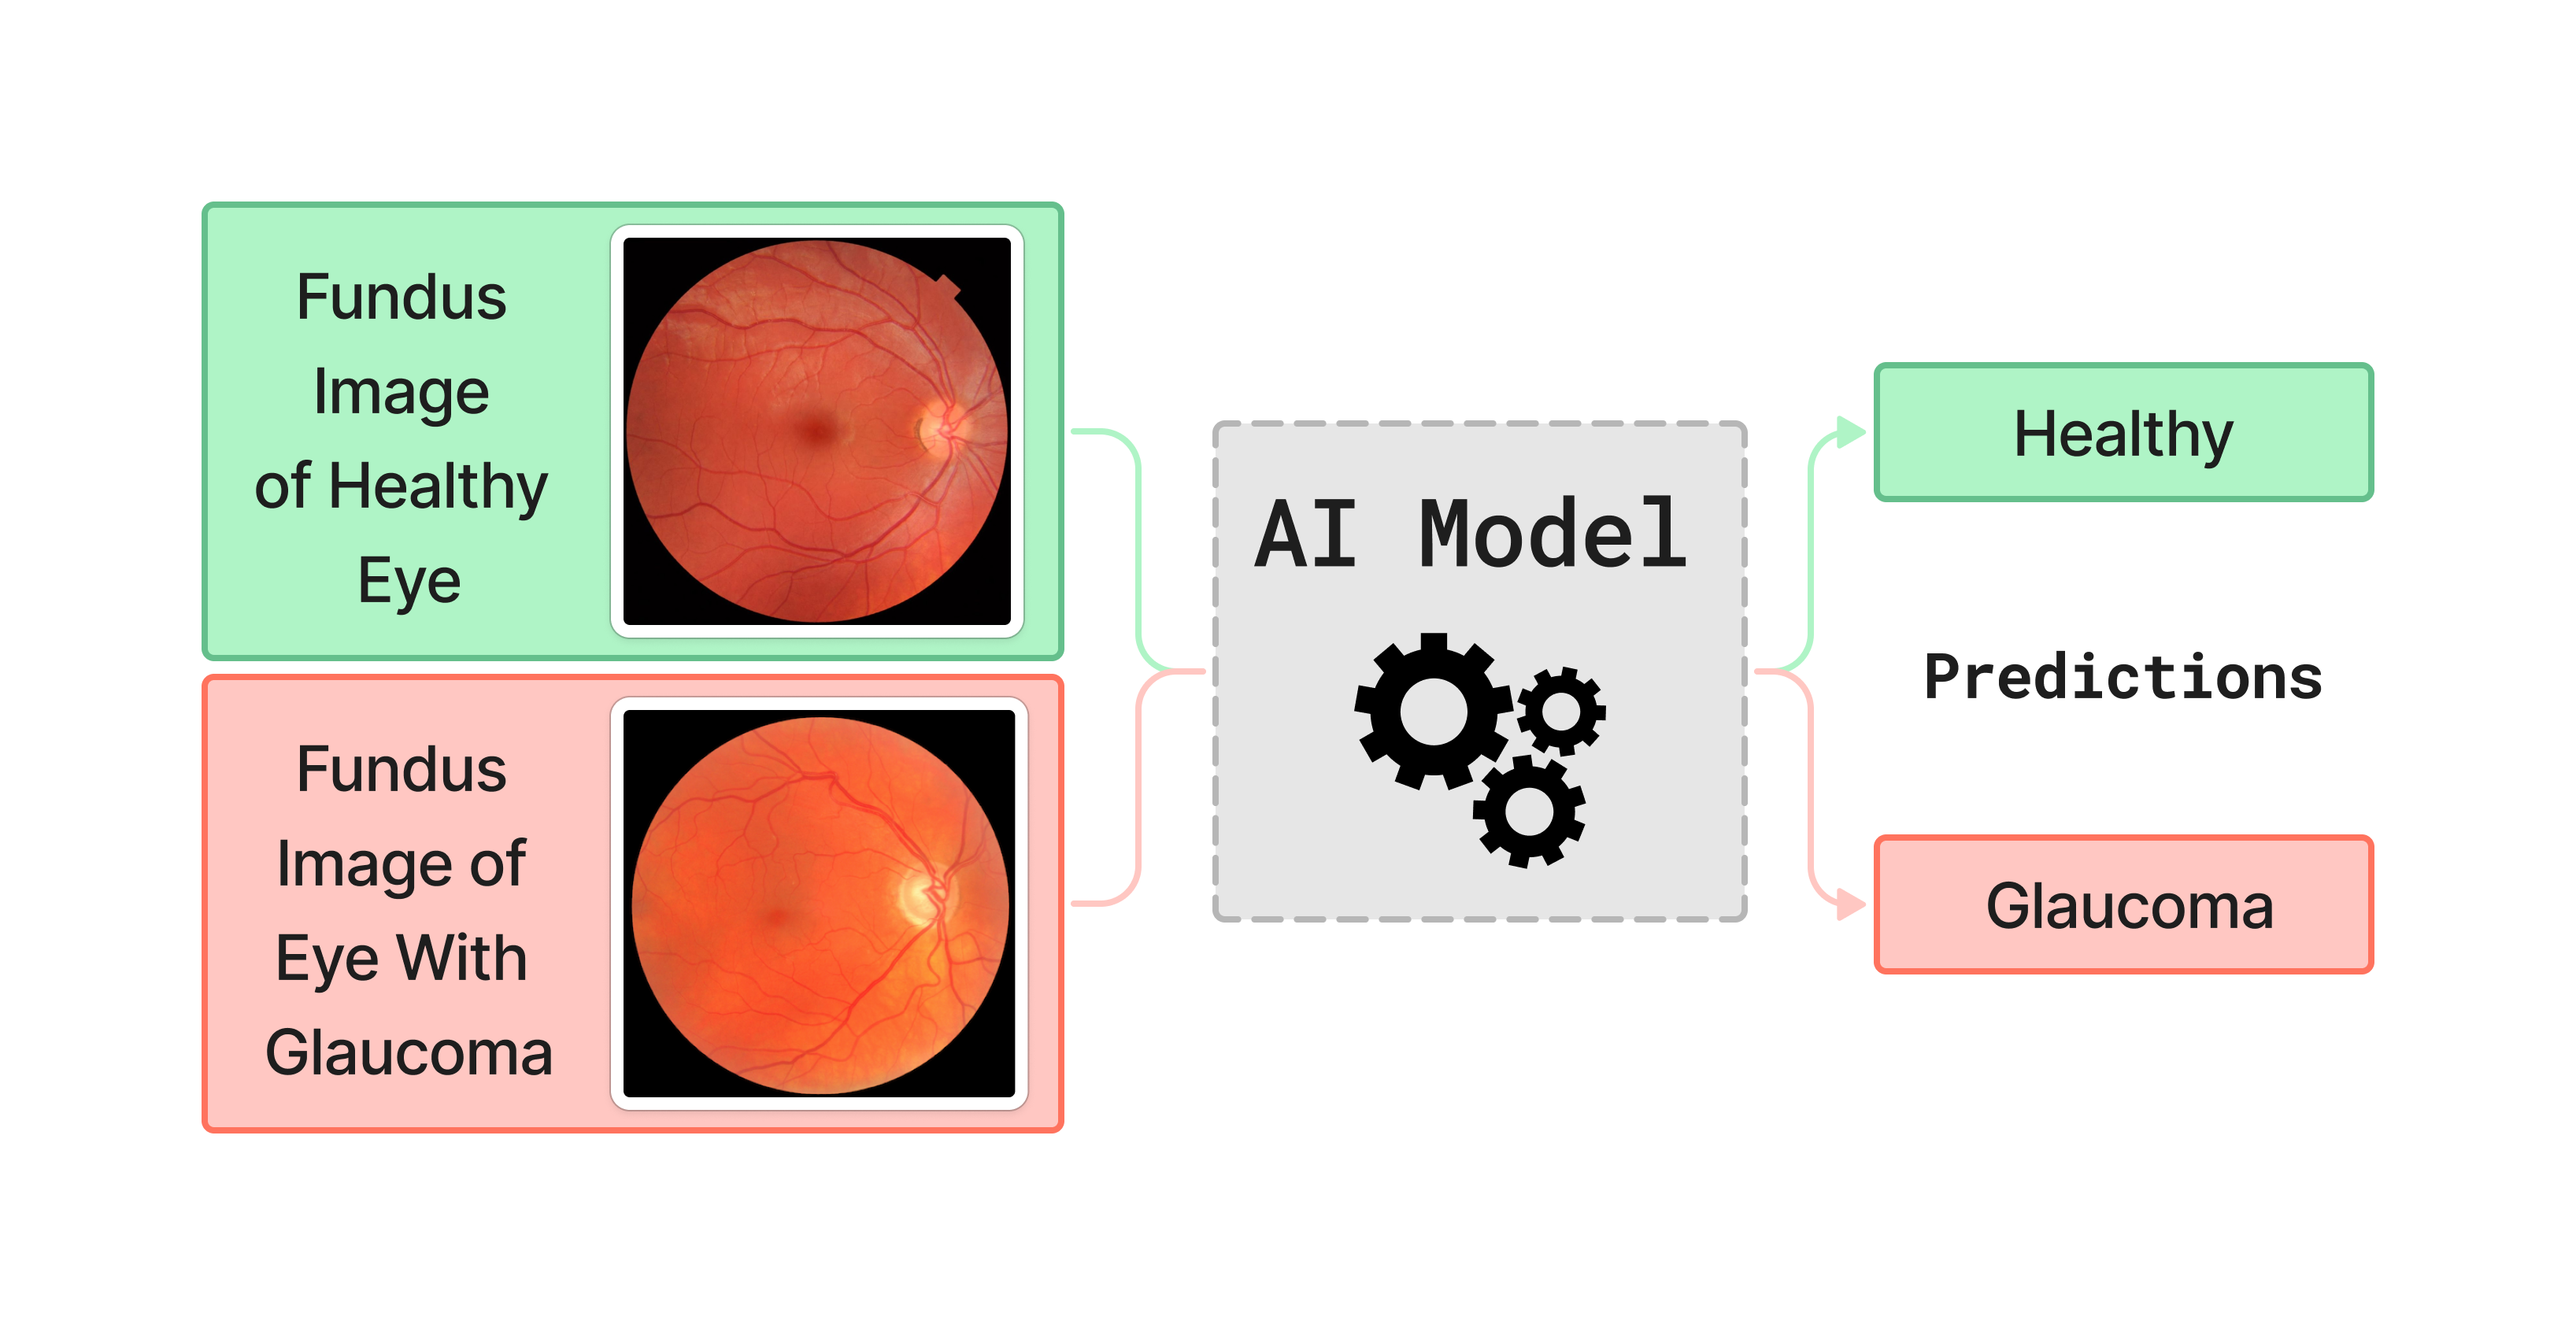 Fundus
Image
of Healthy
Eye
Fundus
Image of
Eye With
Glaucoma
AI Model
Healthy
Predictions
Glaucoma